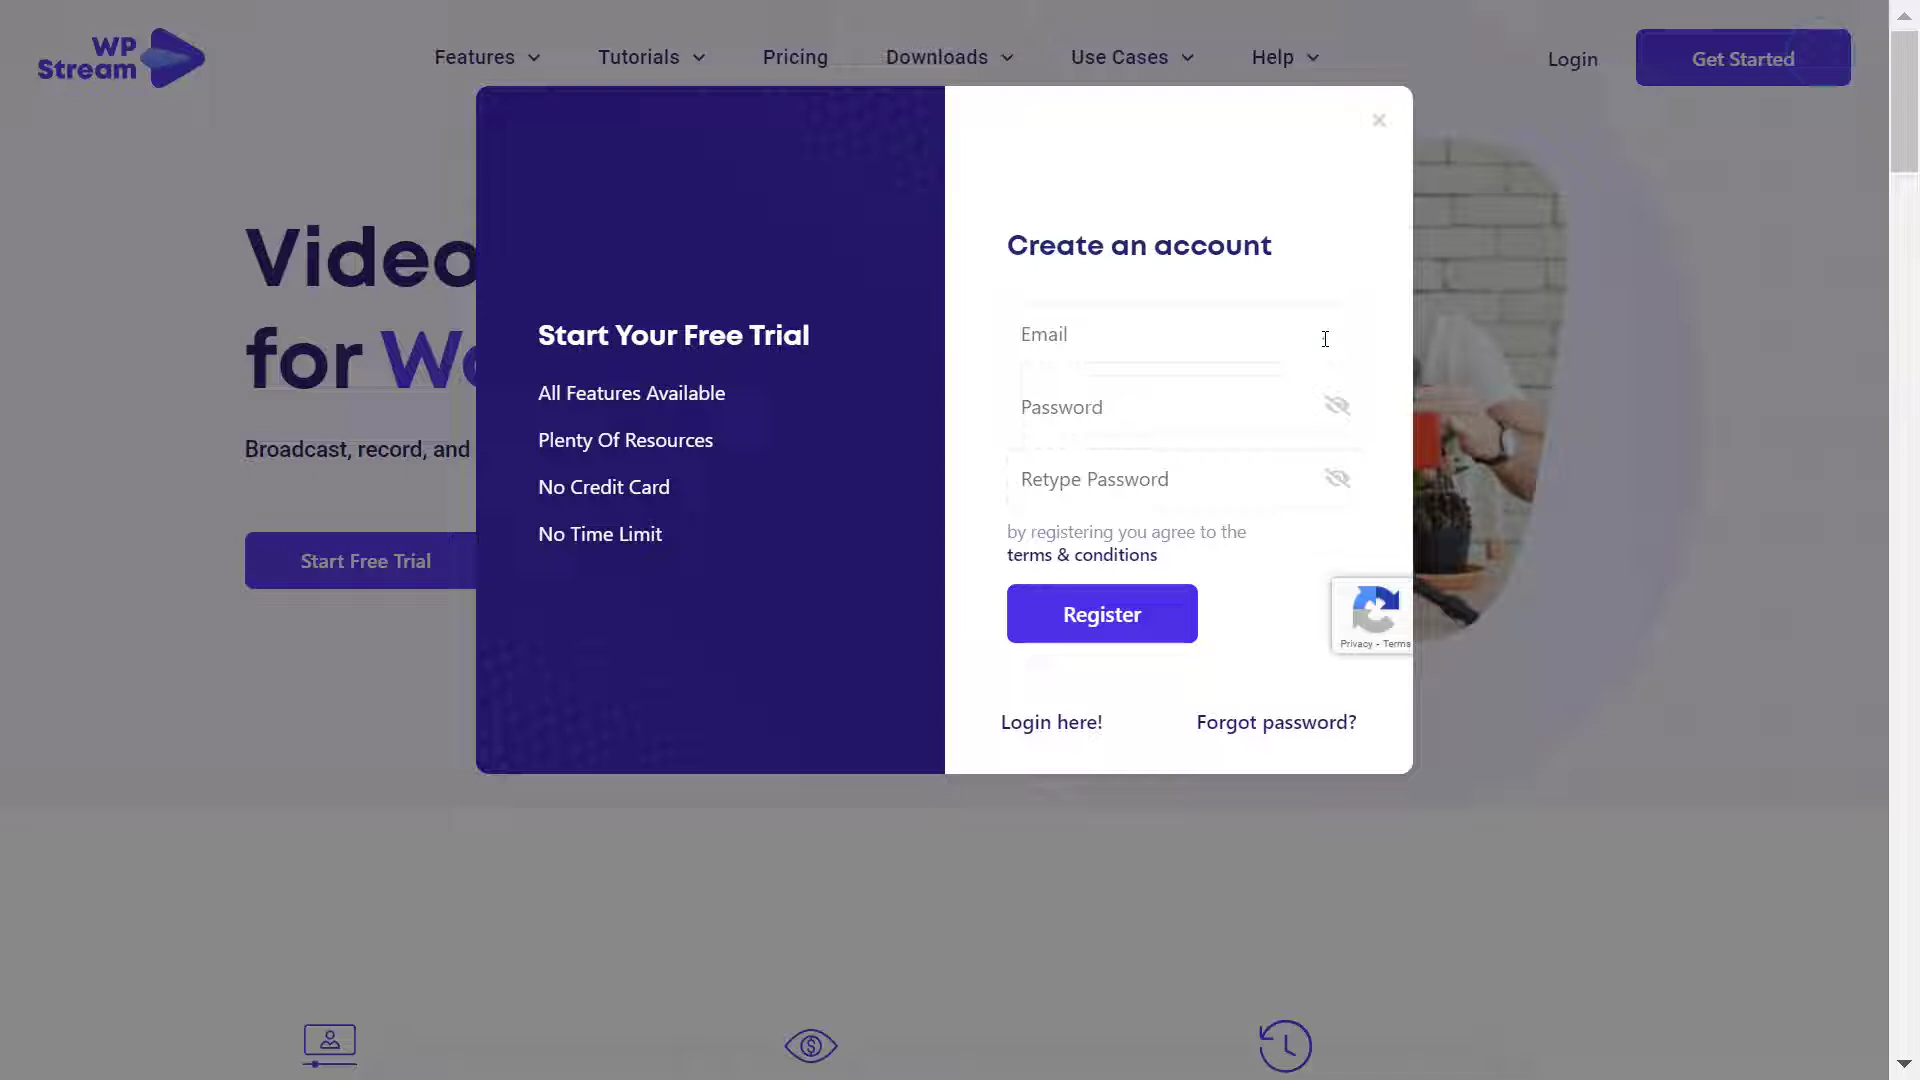 WP
Stream
Features
Tutorials
Pricing
Downloads
Use Cases
Help
Login
Get Started
Video
for
Broadcast, record, and
Start Free Trial
Start Your Free Trial
All Features Available
Plenty Of Resources
No Credit Card
No Time Limit
×
Create an account
Email
Password
Retype Password
by registering you agree to the
terms & conditions
Register
Privacy - Terms
Login here!
Forgot password?